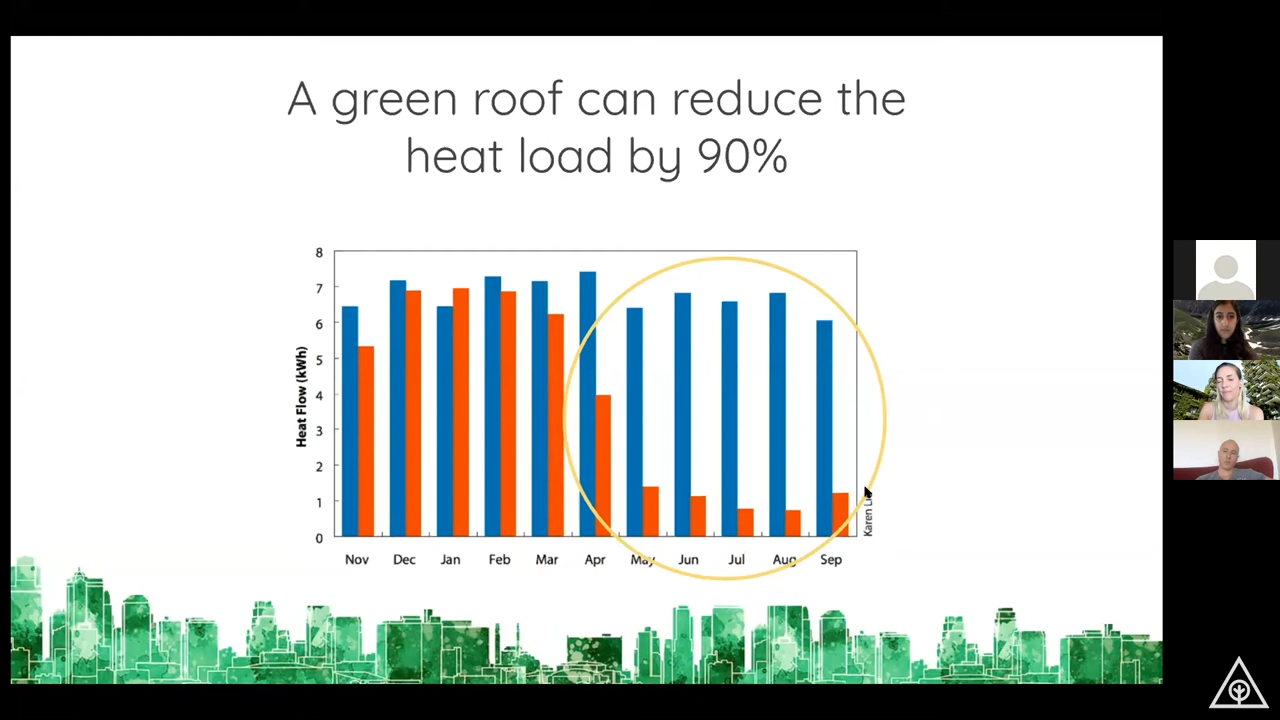 A green roof can reduce the
heat load by 90%
8
7
6
5
4
3
2
1
0
Heat Flow (kWh)
Nov Dec Jan Feb Mar Apr May Jun Jul Aug Sep
Karen